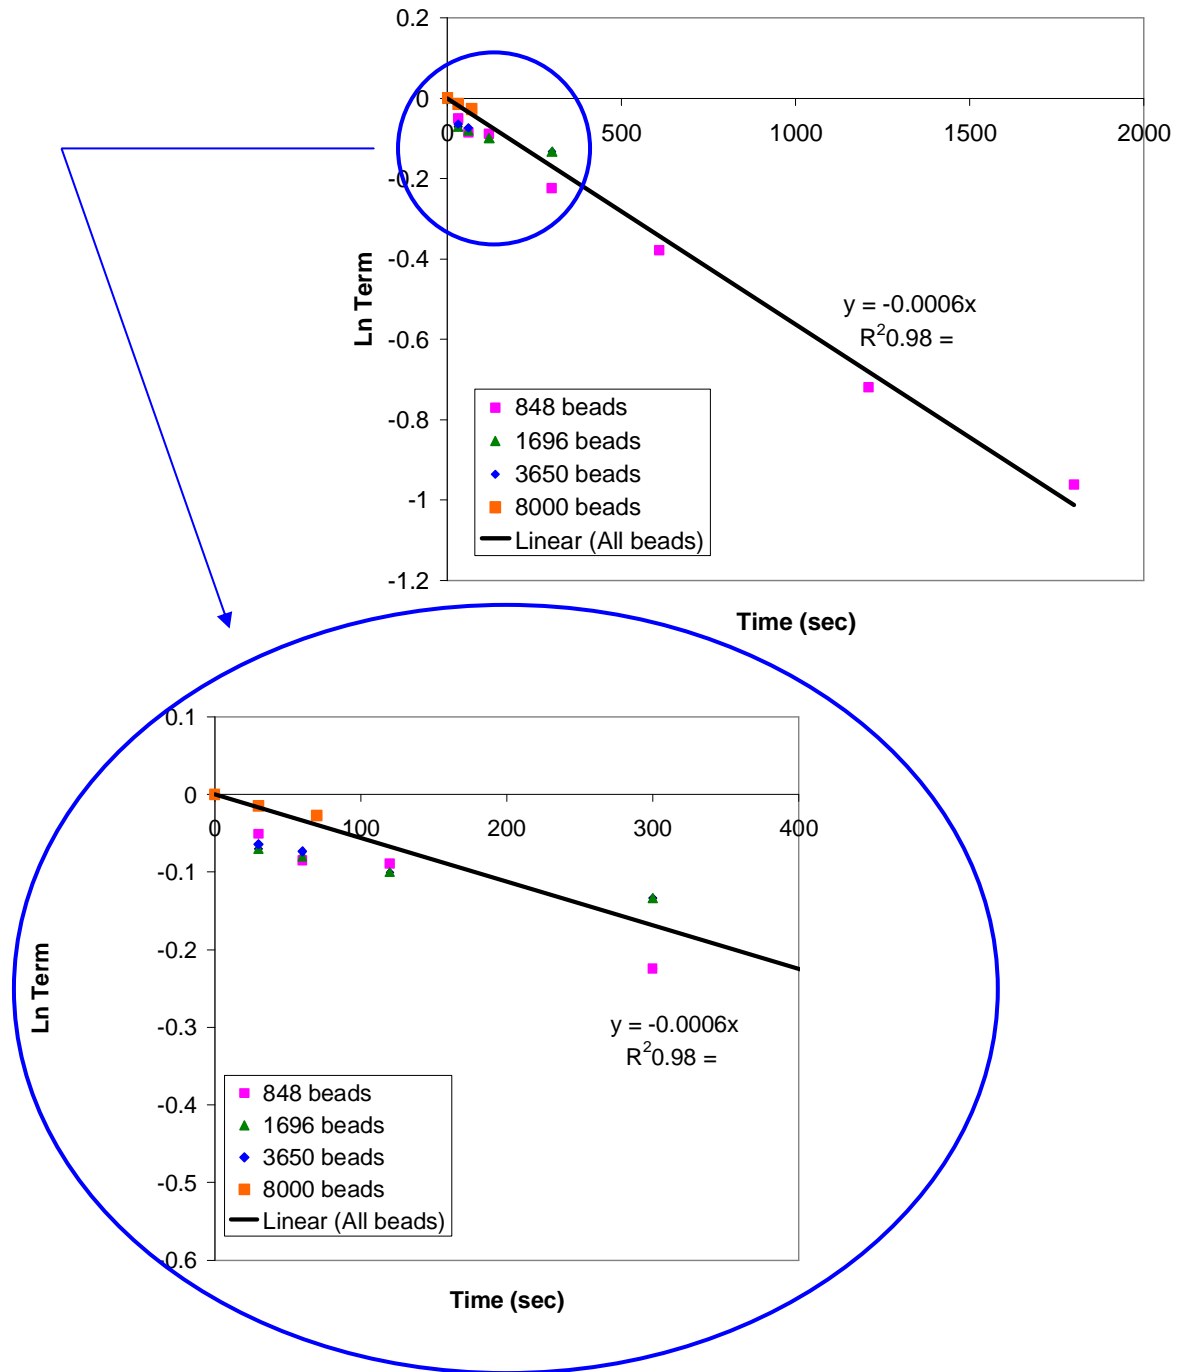 0.2
0
0 500 1000 1500 2000
-0.2
-0.4
-0.6
-0.8
-1
-1.2
Ln Term
y = -0.0006x
R²0.98 =
848 beads
1696 beads
3650 beads
8000 beads
Linear (All beads)
Time (sec)
0.1
0
0 100 200 300 400
-0.1
-0.2
-0.3
-0.4
-0.5
-0.6
Ln Term
y = -0.0006x
R²0.98 =
848 beads
1696 beads
3650 beads
8000 beads
Linear (All beads)
Time (sec)